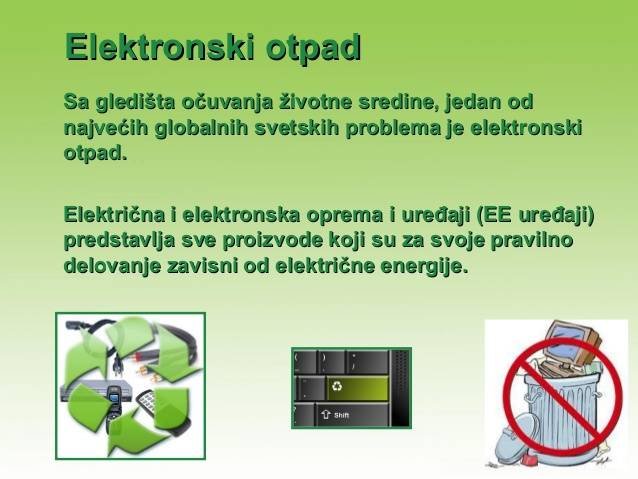 Elektronski otpad
Sa gledišta očuvanja životne sredine, jedan od
najvećih globalnih svetskih problema je elektronski
otpad.
Električna i elektronska oprema i uređaji (EE uređaji)
predstavlja sve proizvode koji su za svoje pravilno
delovanje zavisni od električne energije.
Shift